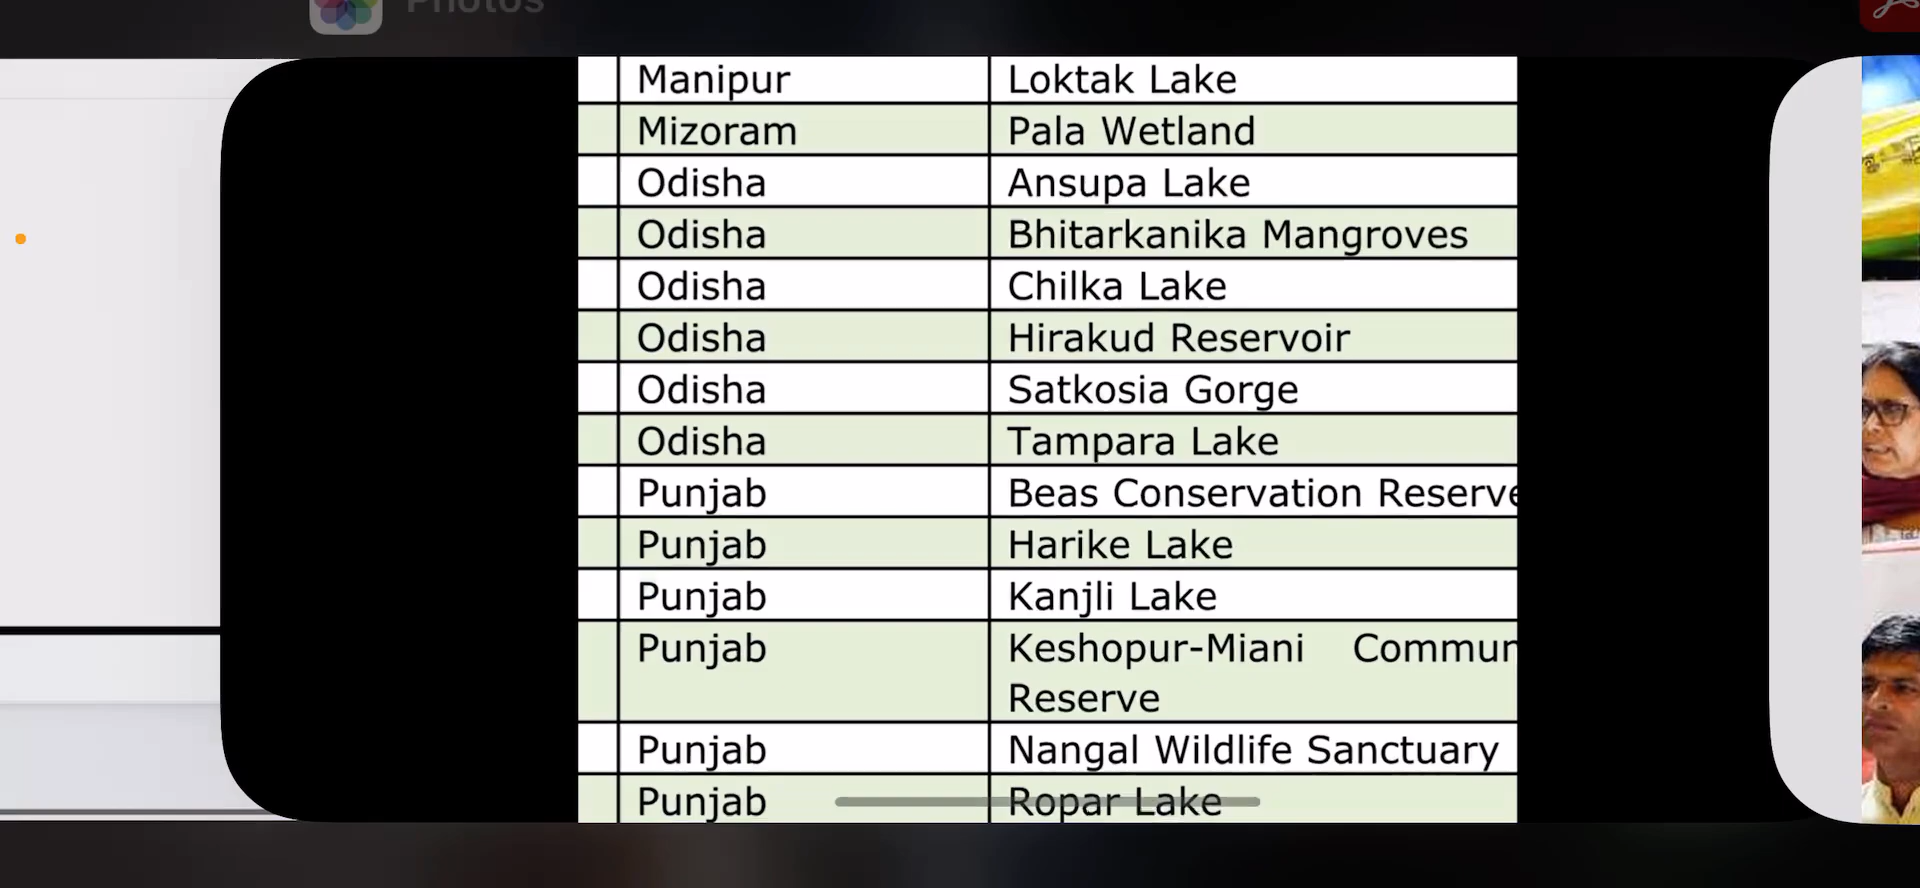 Photos
Manipur Loktak Lake
Mizoram Pala Wetland
Odisha Ansupa Lake
Odisha Bhitarkanika Mangroves
Odisha Chilka Lake
Odisha Hirakud Reservoir
Odisha Satkosia Gorge
Odisha Tampara Lake
Punjab Beas Conservation Reserve
Punjab Harike Lake
Punjab Kanjli Lake
Punjab Keshopur-Miani Commun
Reserve
Punjab Nangal Wildlife Sanctuary
Punjab Ropar Lake